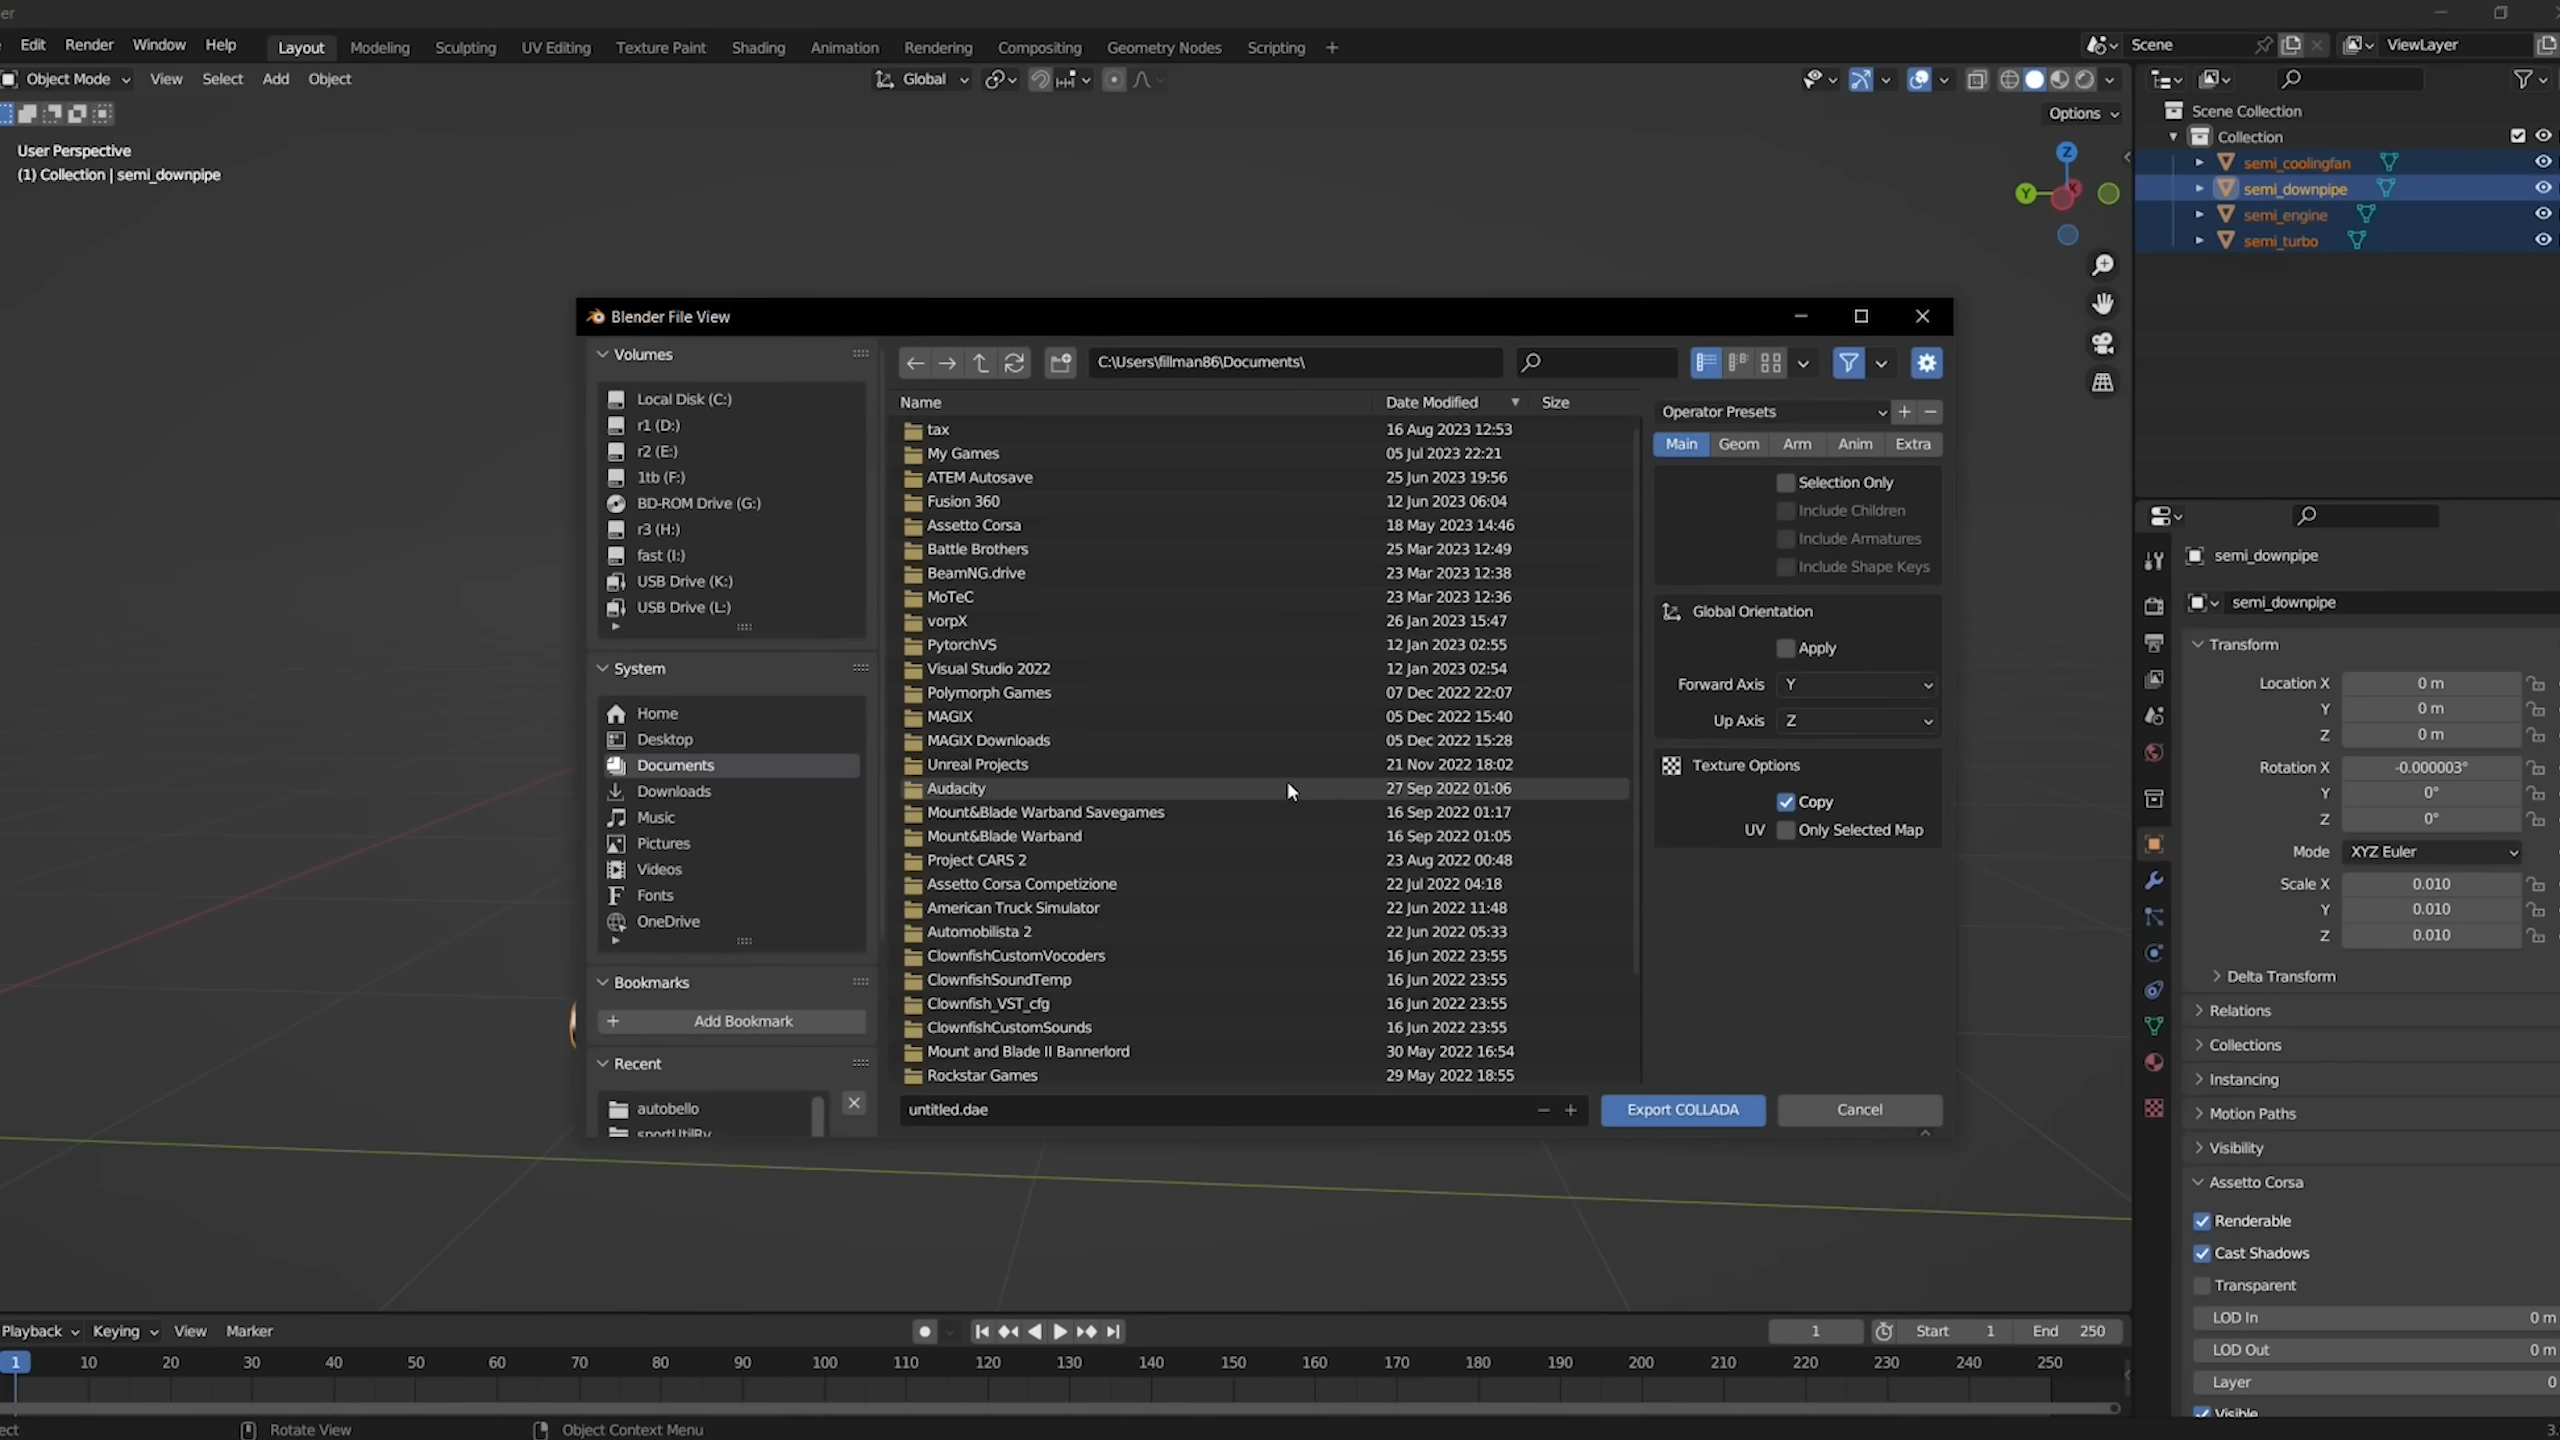 er
Edit Render Window Help Layout Modeling Sculpting UV Editing Texture Paint Shading Animation Rendering Compositing Geometry Nodes Scripting + Scene ViewLayer
Object Mode View Select Add Object Global
Options
User Perspective
(1) Collection | semi_downpipe
Z
Y
X
Scene Collection
Collection
semi_coolingfan
semi_downpipe
semi_engine
semi_turbo
Blender File View
Volumes
Local Disk (C:)
r1 (D:)
r2 (E:)
1tb (F:)
BD-ROM Drive (G:)
r3 (H:)
fast (I:)
USB Drive (K:)
USB Drive (L:)
System
Home
Desktop
Documents
Downloads
Music
Pictures
Videos
Fonts
OneDrive
Bookmarks
Add Bookmark
Recent
autobello
sportUtilRv
C:\Users\fillman86\Documents\
Name Date Modified Size
tax 16 Aug 2023 12:53
My Games 05 Jul 2023 22:21
ATEM Autosave 25 Jun 2023 19:56
Fusion 360 12 Jun 2023 06:04
Assetto Corsa 18 May 2023 14:46
Battle Brothers 25 Mar 2023 12:49
BeamNG.drive 23 Mar 2023 12:38
MoTeC 23 Mar 2023 12:36
vorpX 26 Jan 2023 15:47
PytorchVS 12 Jan 2023 02:55
Visual Studio 2022 12 Jan 2023 02:54
Polymorph Games 07 Dec 2022 22:07
MAGIX 05 Dec 2022 15:40
MAGIX Downloads 05 Dec 2022 15:28
Unreal Projects 21 Nov 2022 18:02
Audacity 27 Sep 2022 01:06
Mount&Blade Warband Savegames 16 Sep 2022 01:17
Mount&Blade Warband 16 Sep 2022 01:05
Project CARS 2 23 Aug 2022 00:48
Assetto Corsa Competizione 22 Jul 2022 04:18
American Truck Simulator 22 Jun 2022 11:48
Automobilista 2 22 Jun 2022 05:33
ClownfishCustomVocoders 16 Jun 2022 23:55
ClownfishSoundTemp 16 Jun 2022 23:55
Clownfish_VST_cfg 16 Jun 2022 23:55
ClownfishCustomSounds 16 Jun 2022 23:55
Mount and Blade II Bannerlord 30 May 2022 16:54
Rockstar Games 29 May 2022 18:55
untitled.dae
Operator Presets
Main Geom Arm Anim Extra
Selection Only
Include Children
Include Armatures
Include Shape Keys
Global Orientation
Apply
Forward Axis Y
Up Axis Z
Texture Options
Copy
UV Only Selected Map
Export COLLADA Cancel
semi_downpipe
semi_downpipe
Transform
Location X 0 m
Y 0 m
Z 0 m
Rotation X -0.000003°
Y 0°
Z 0°
Mode XYZ Euler
Scale X 0.010
Y 0.010
Z 0.010
Delta Transform
Relations
Collections
Instancing
Motion Paths
Visibility
Assetto Corsa
Renderable
Cast Shadows
Transparent
LOD In 0 m
LOD Out 0 m
Layer 0
Visible
Playback Keying View Marker 1 Start 1 End 250
1 10 20 30 40 50 60 70 80 90 100 110 120 130 140 150 160 170 180 190 200 210 220 230 240 250
ect Rotate View Object Context Menu 3.